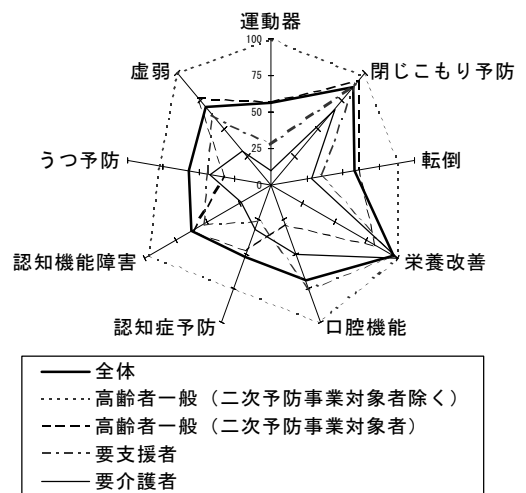 運動器
100
75
50
25
0
閉じこもり予防
転倒
栄養改善
口腔機能
認知症予防
認知機能障害
うつ予防
虚弱
全体
高齢者一般（二次予防事業対象者除く）
高齢者一般（二次予防事業対象者）
要支援者
要介護者